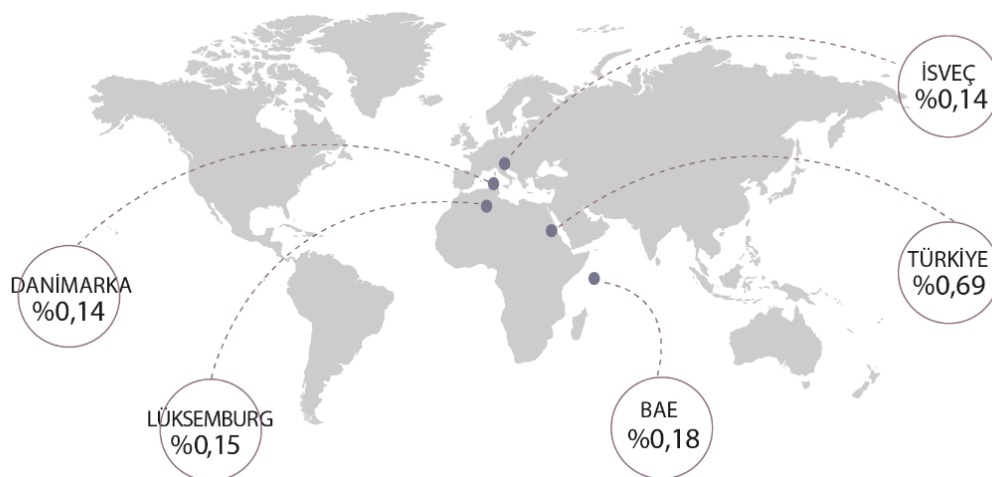 İSVEÇ
%0,14
TÜRKİYE
%0,69
DANİMARKA
%0,14
LÜKSEMBURG
%0,15
BAE
%0,18